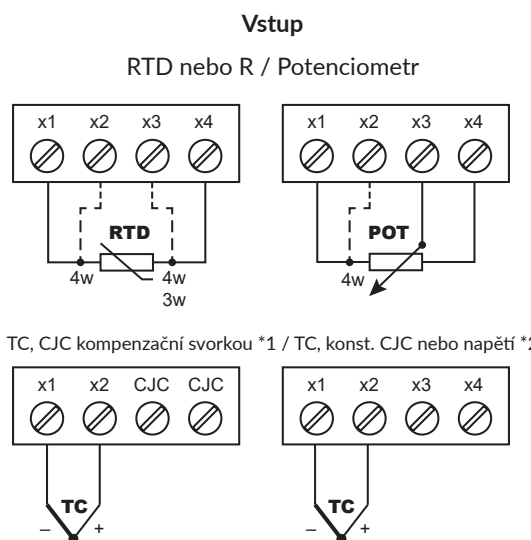 Vstup
RTD nebo R / Potenciometr
x1 x2 x3 x4
RTD
4w 4w
3w
x1 x2 x3 x4
POT
4w
TC, CJC kompenzační svorkou *1 / TC, konst. CJC nebo napětí *2
x1 x2 CJC CJC
TC
– +
x1 x2 x3 x4
TC
– +